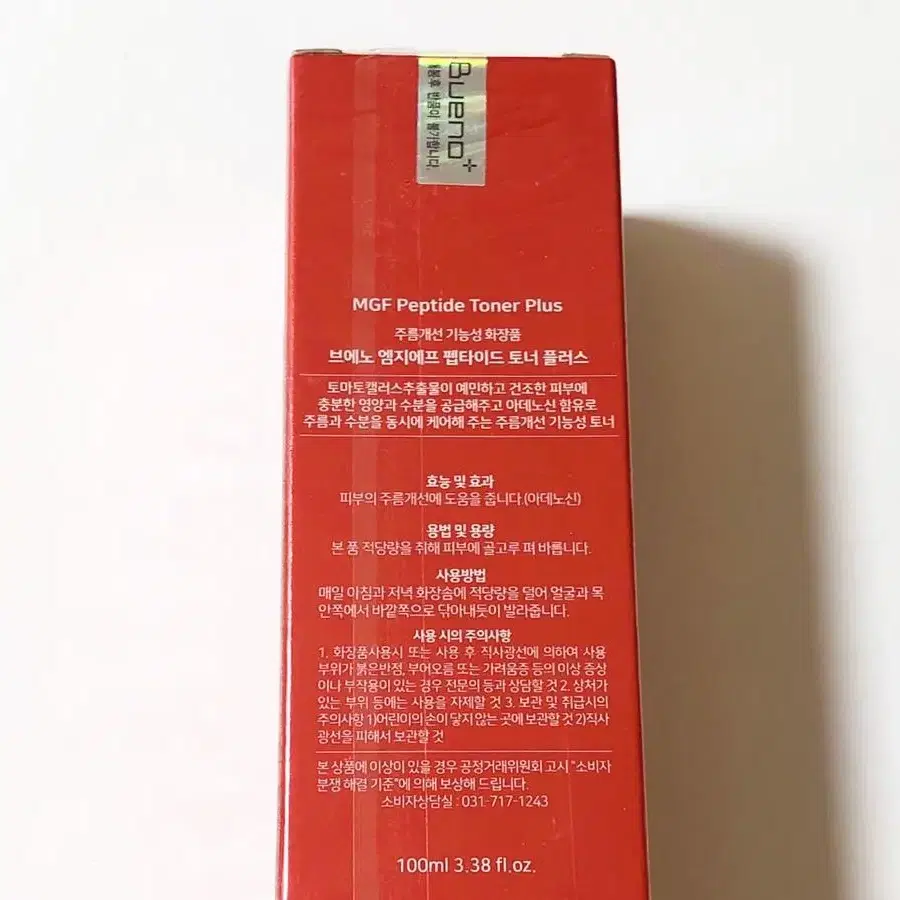 Bueno+
개봉후 반품이 불가합니다.
MGF Peptide Toner Plus
주름개선 기능성 화장품
브에노 엠지에프 펩타이드 토너 플러스
토마토캘러스추출물이 예민하고 건조한 피부에
충분한 영양과 수분을 공급해주고 아데노신 함유로
주름과 수분을 동시에 케어해 주는 주름개선 기능성 토너
효능 및 효과
피부의 주름개선에 도움을 줍니다.(아데노신)
용법 및 용량
본 품 적당량을 취해 피부에 골고루 펴 바릅니다.
사용방법
매일 아침과 저녁 화장솜에 적당량을 덜어 얼굴과 목
안쪽에서 바깥쪽으로 닦아내듯이 발라줍니다.
사용 시의 주의사항
1. 화장품사용시 또는 사용 후 직사광선에 의하여 사용
부위가 붉은반점, 부어오름 또는 가려움증 등의 이상 증상
이나 부작용이 있는 경우 전문의 등과 상담할 것 2. 상처가
있는 부위 등에는 사용을 자제할 것 3. 보관 및 취급시의
주의사항 1)어린이의 손이 닿지 않는 곳에 보관할 것 2)직사
광선을 피해서 보관할 것
본 상품에 이상이 있을 경우 공정거래위원회 고시 "소비자
분쟁 해결 기준"에 의해 보상해 드립니다.
소비자상담실 : 031-717-1243
100ml 3.38 fl.oz.